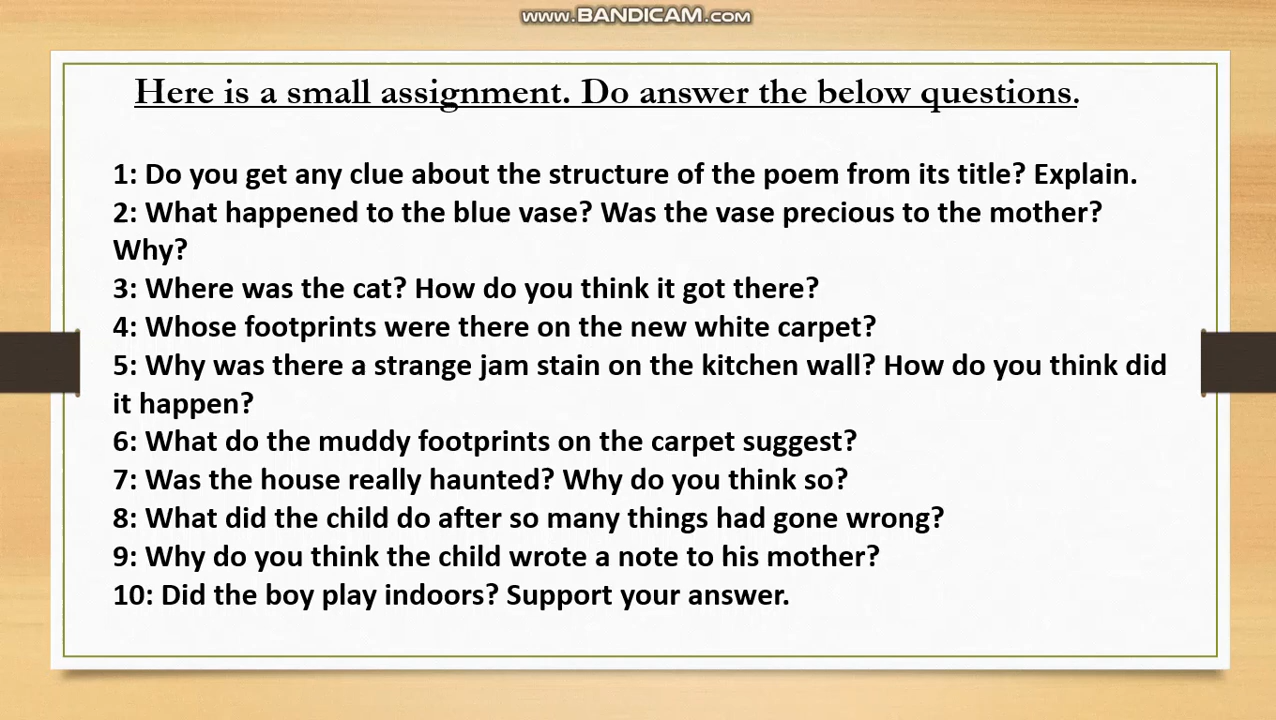 www.BANDICAM.com
Here is a small assignment. Do answer the below questions.
1: Do you get any clue about the structure of the poem from its title? Explain.
2: What happened to the blue vase? Was the vase precious to the mother?
Why?
3: Where was the cat? How do you think it got there?
4: Whose footprints were there on the new white carpet?
5: Why was there a strange jam stain on the kitchen wall? How do you think did
it happen?
6: What do the muddy footprints on the carpet suggest?
7: Was the house really haunted? Why do you think so?
8: What did the child do after so many things had gone wrong?
9: Why do you think the child wrote a note to his mother?
10: Did the boy play indoors? Support your answer.